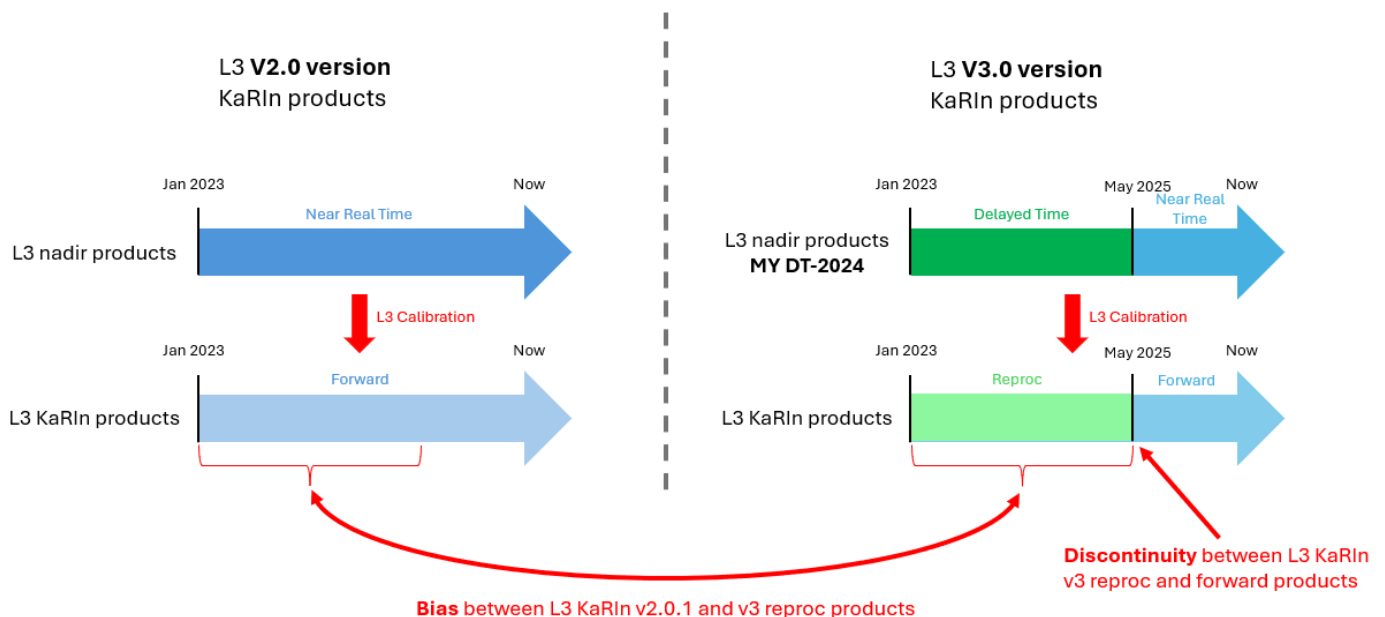 L3 V2.0 version
KaRIn products
Jan 2023
Now
Near Real Time
L3 nadir products
L3 Calibration
Jan 2023
Now
Forward
L3 KaRIn products
L3 V3.0 version
KaRIn products
Jan 2023
May 2025
Now
Delayed Time
Near Real
Time
L3 nadir products
MY DT-2024
L3 Calibration
Jan 2023
May 2025
Now
Reproc
Forward
L3 KaRIn products
Discontinuity between L3 KaRIn
v3 reproc and forward products
Bias between L3 KaRIn v2.0.1 and v3 reproc products